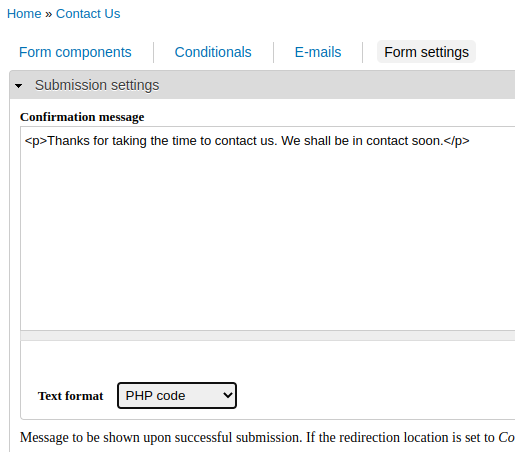 Home » Contact Us
Form components Conditionals E-mails Form settings
Submission settings
Confirmation message
<p>Thanks for taking the time to contact us. We shall be in contact soon.</p>
Text format PHP code
Message to be shown upon successful submission. If the redirection location is set to Co